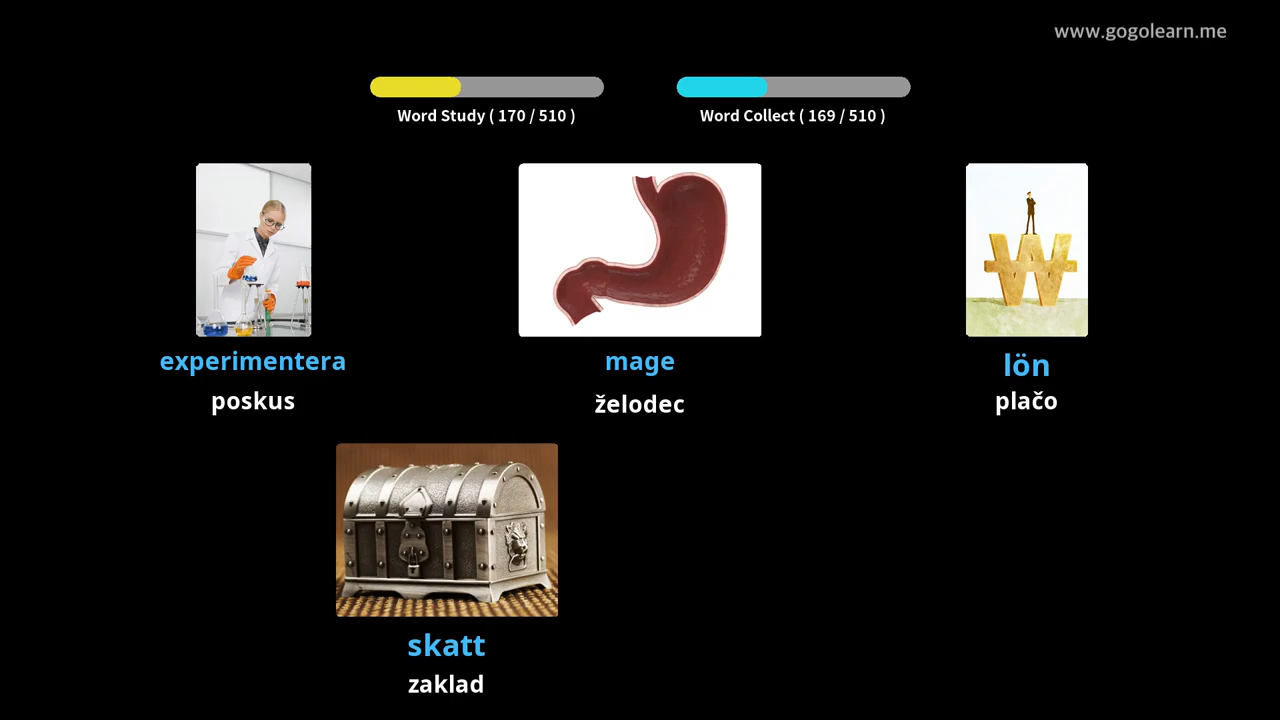 www.gogolearn.me
Word Study ( 170 / 510 )
Word Collect ( 169 / 510 )
experimentera
poskus
mage
želodec
lön
plačo
skatt
zaklad